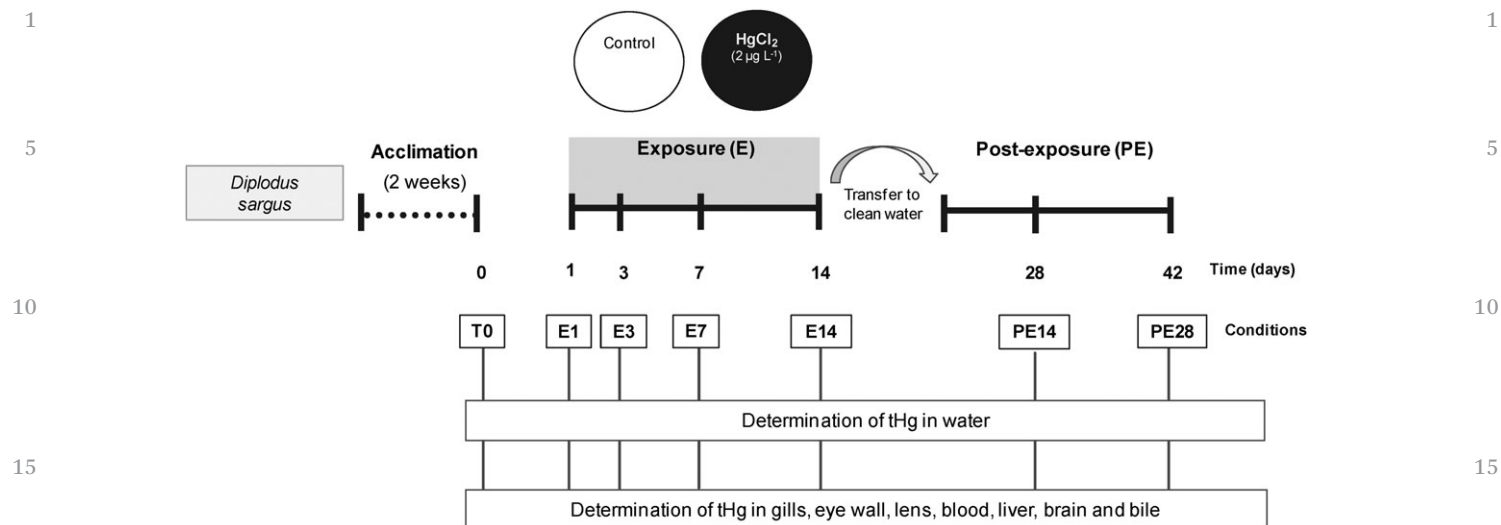 1 1
Control
HgCl₂
(2 µg L⁻¹)
5 5
Acclimation
(2 weeks)
Exposure (E)
Post-exposure (PE)
Diplodus
sargus
Transfer to
clean water
0 1 3 7 14 28 42 Time (days)
10 10
T0 E1 E3 E7 E14 PE14 PE28 Conditions
Determination of tHg in water
15 15
Determination of tHg in gills, eye wall, lens, blood, liver, brain and bile